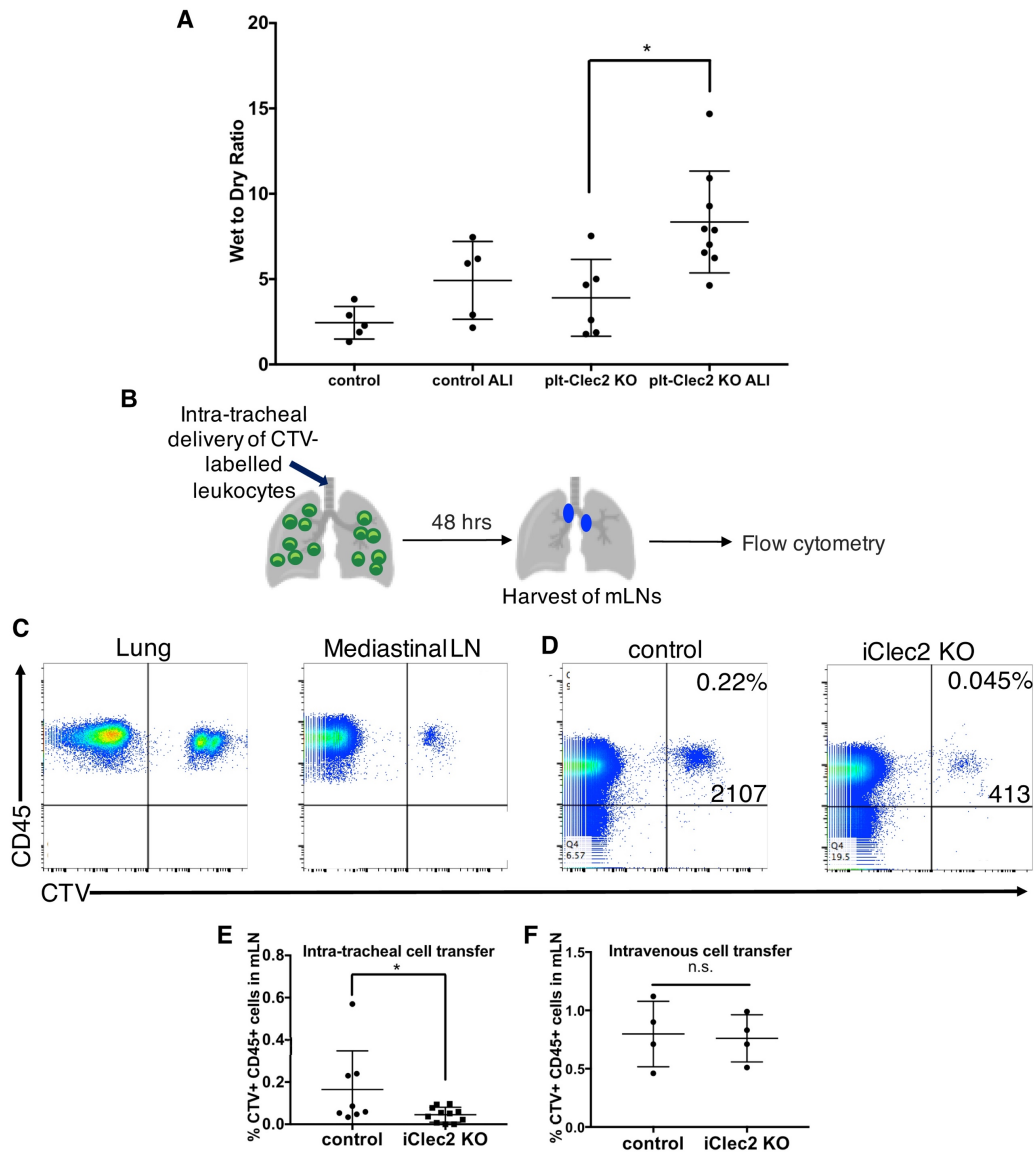 A
20
15
10
5
0
Wet to Dry Ratio
*
control
control ALI
plt-Clec2 KO
plt-Clec2 KO ALI
B
Intra-tracheal
delivery of CTV-
labelled
leukocytes
48 hrs
Harvest of mLNs
Flow cytometry
C
Lung
Mediastinal LN
D
control
iClec2 KO
0.22%
2107
Q4
6.57
0.045%
413
Q4
19.5
CD45
CTV
E
Intra-tracheal cell transfer
*
% CTV+ CD45+ cells in mLN
0.8
0.6
0.4
0.2
0.0
control
iClec2 KO
F
Intravenous cell transfer
n.s.
% CTV+ CD45+ cells in mLN
1.5
1.0
0.5
0.0
control
iClec2 KO